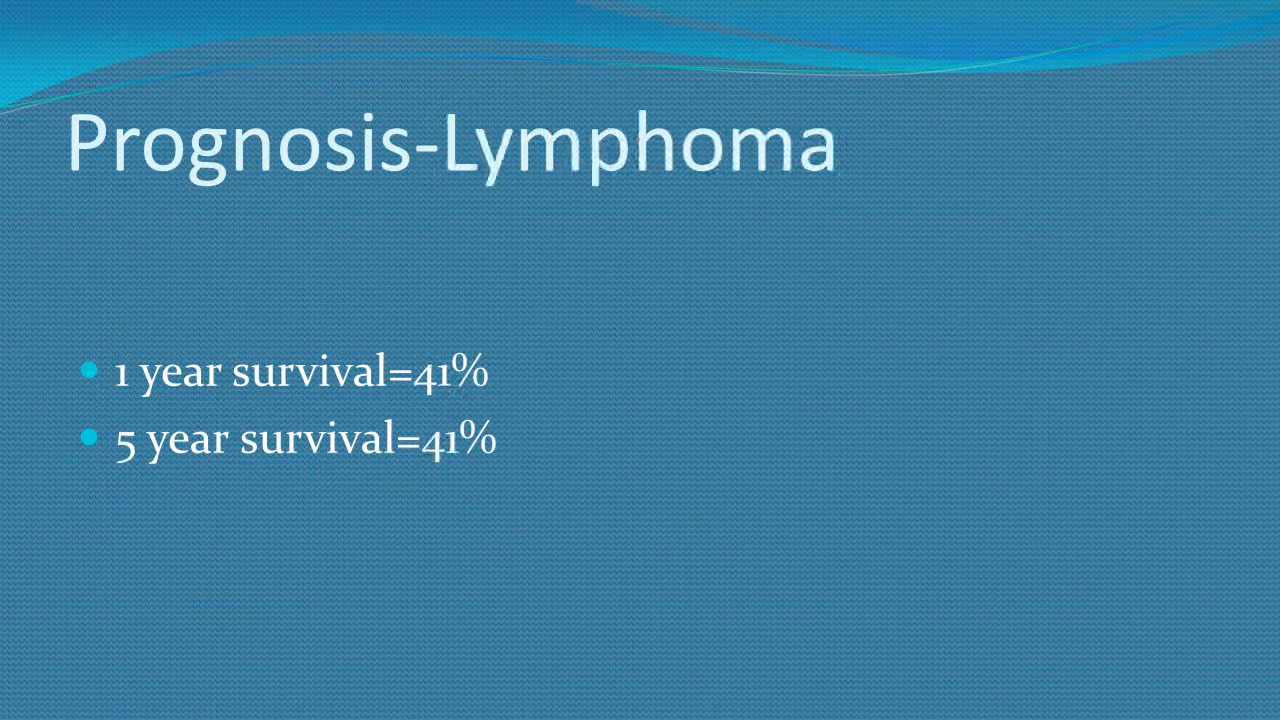 Prognosis-Lymphoma
1 year survival=41%
5 year survival=41%